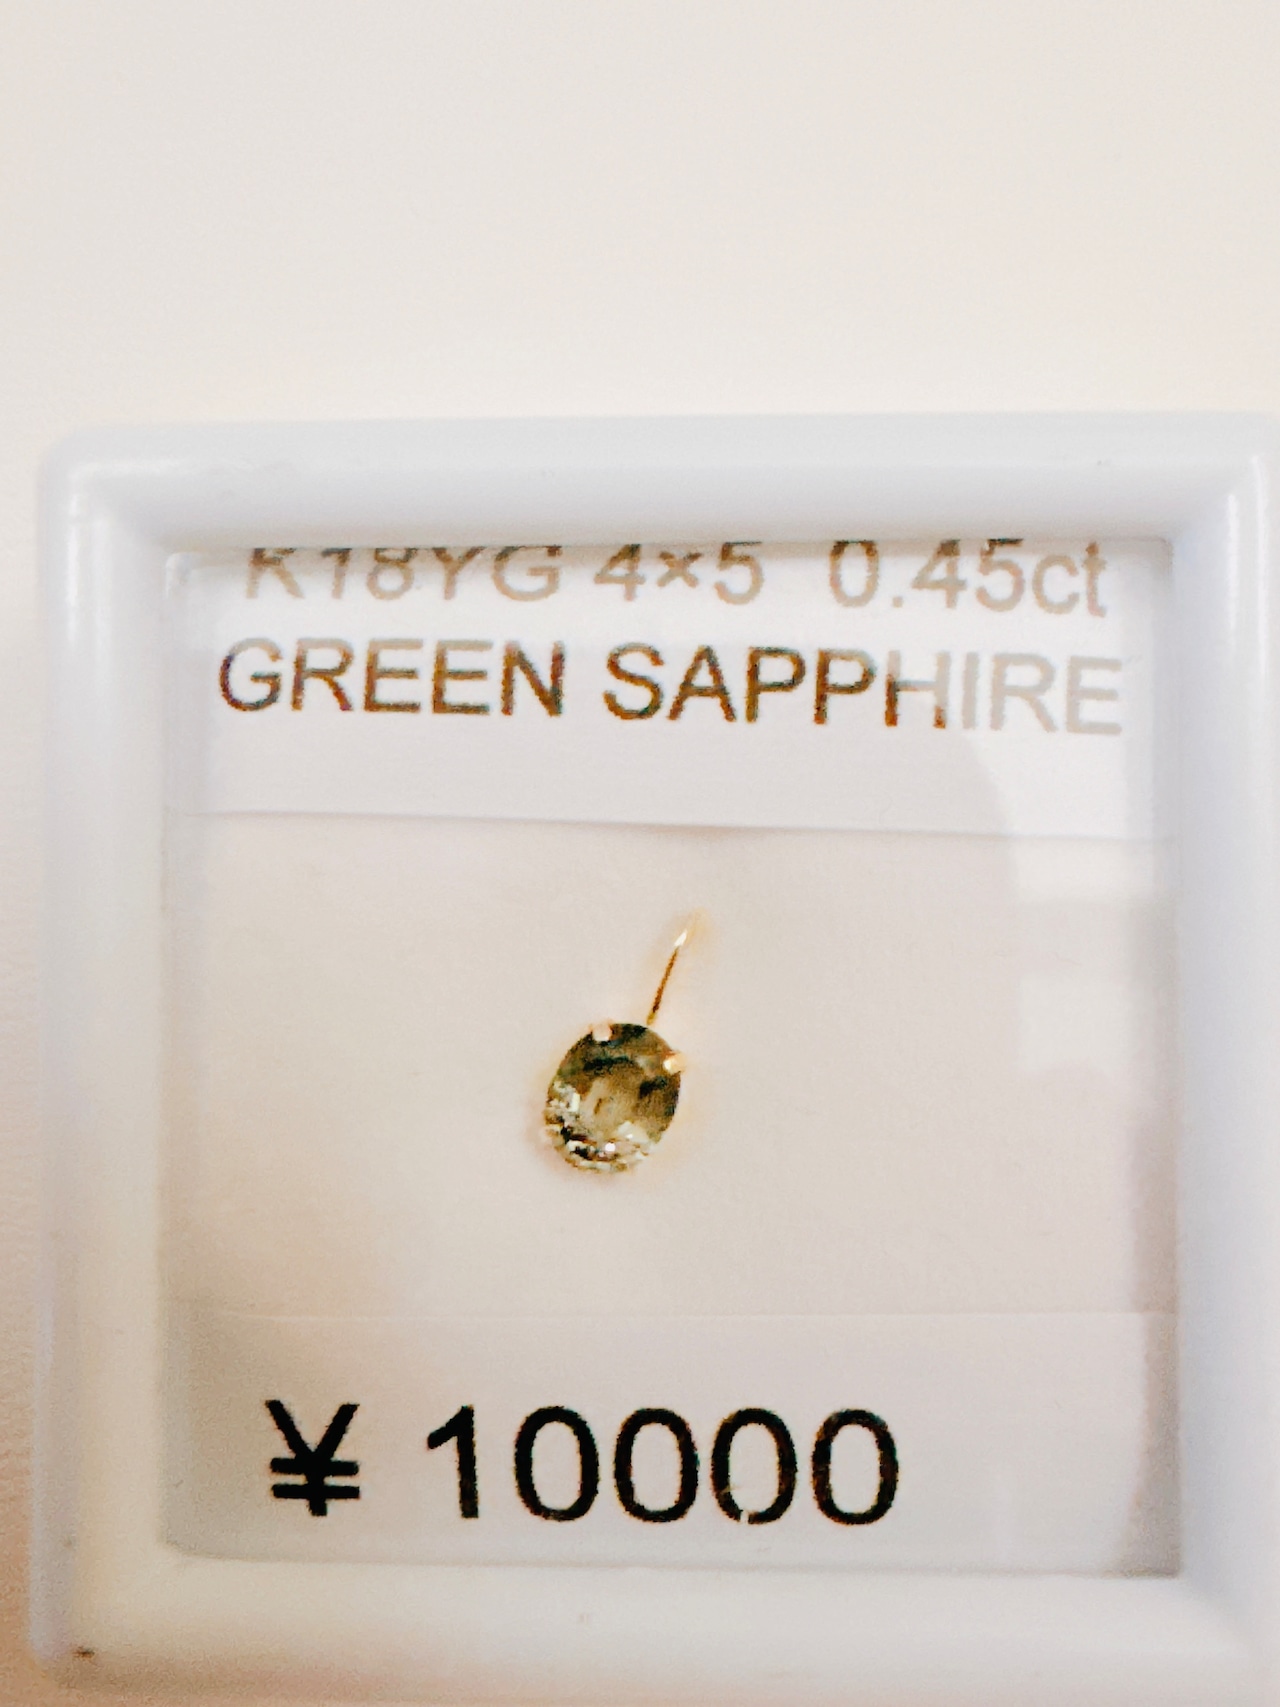 K18YG 4×5 0.45ct
GREEN SAPPHIRE
¥ 10000